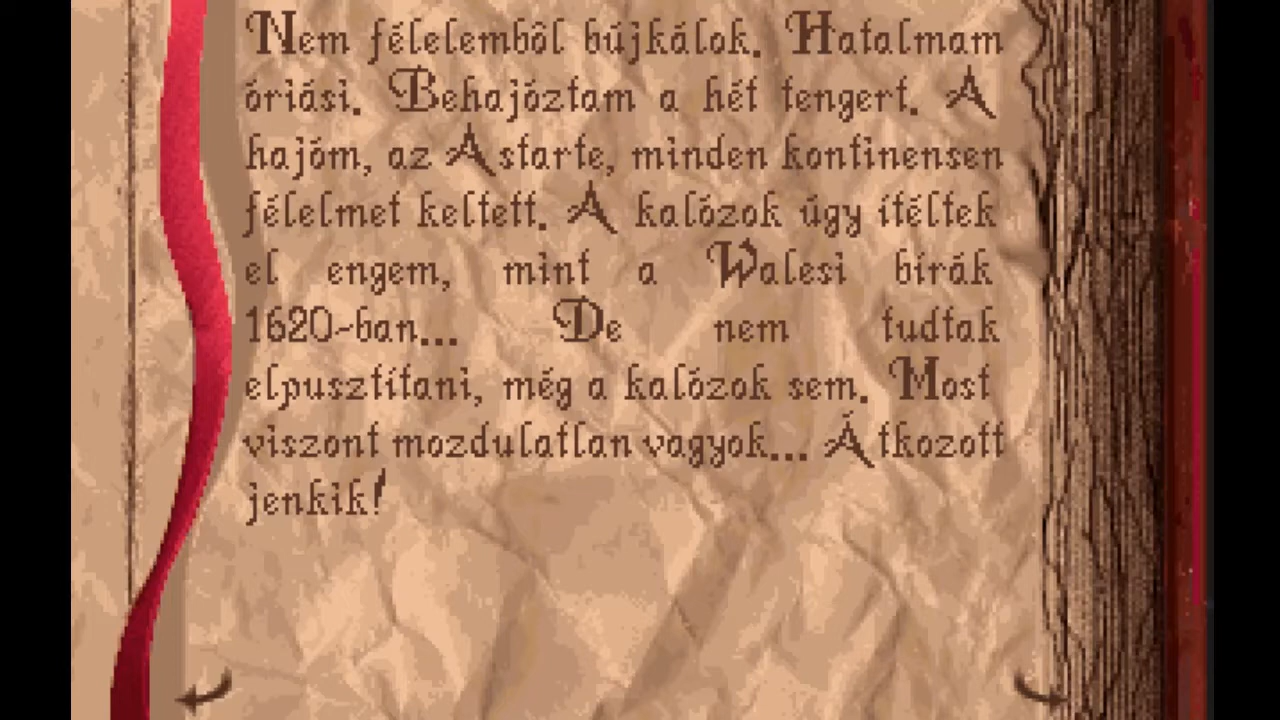 Nem félelembôl bújkálok. Hatalmam
óriási. Behajóztam a hét tengert. A
hajóm, az Astarte, minden kontinensen
félelmet keltett. A kalózok úgy ítéltek
el engem, mint a Walesi bírák
1620-ban... De nem tudtak
elpusztítani, még a kalózok sem. Most
viszont mozdulatlan vagyok... Átkozott
jenkik!